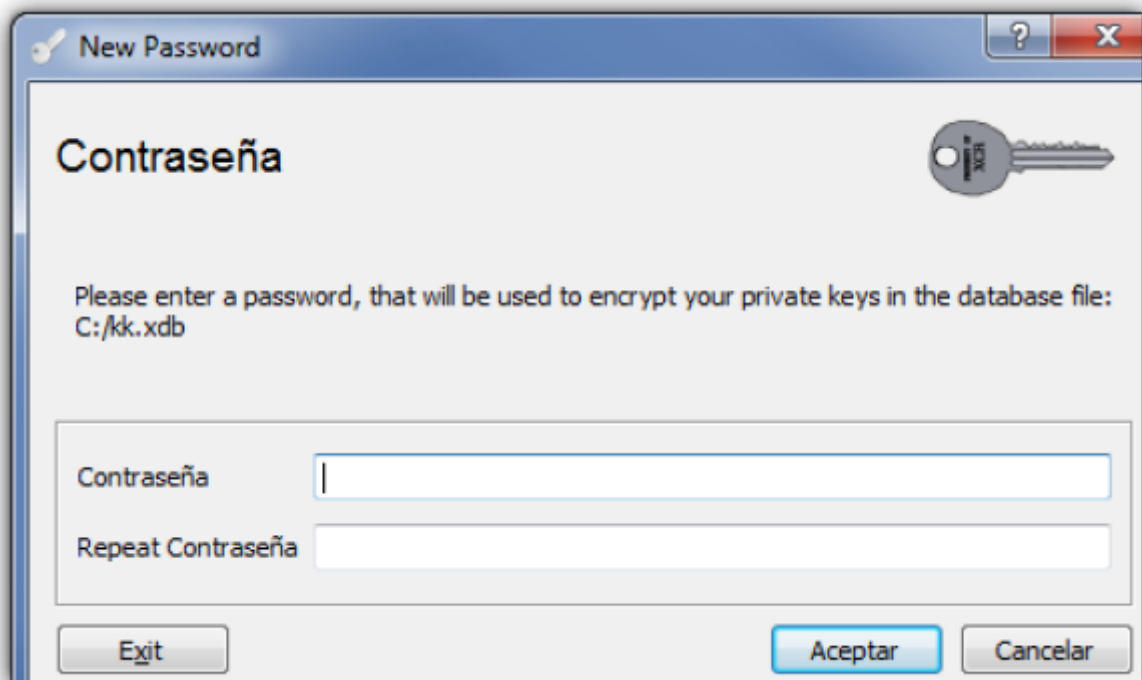 New Password
?
X
Contraseña
Please enter a password, that will be used to encrypt your private keys in the database file:
C:/kk.xdb
Contraseña
Repeat Contraseña
Exit
Aceptar
Cancelar